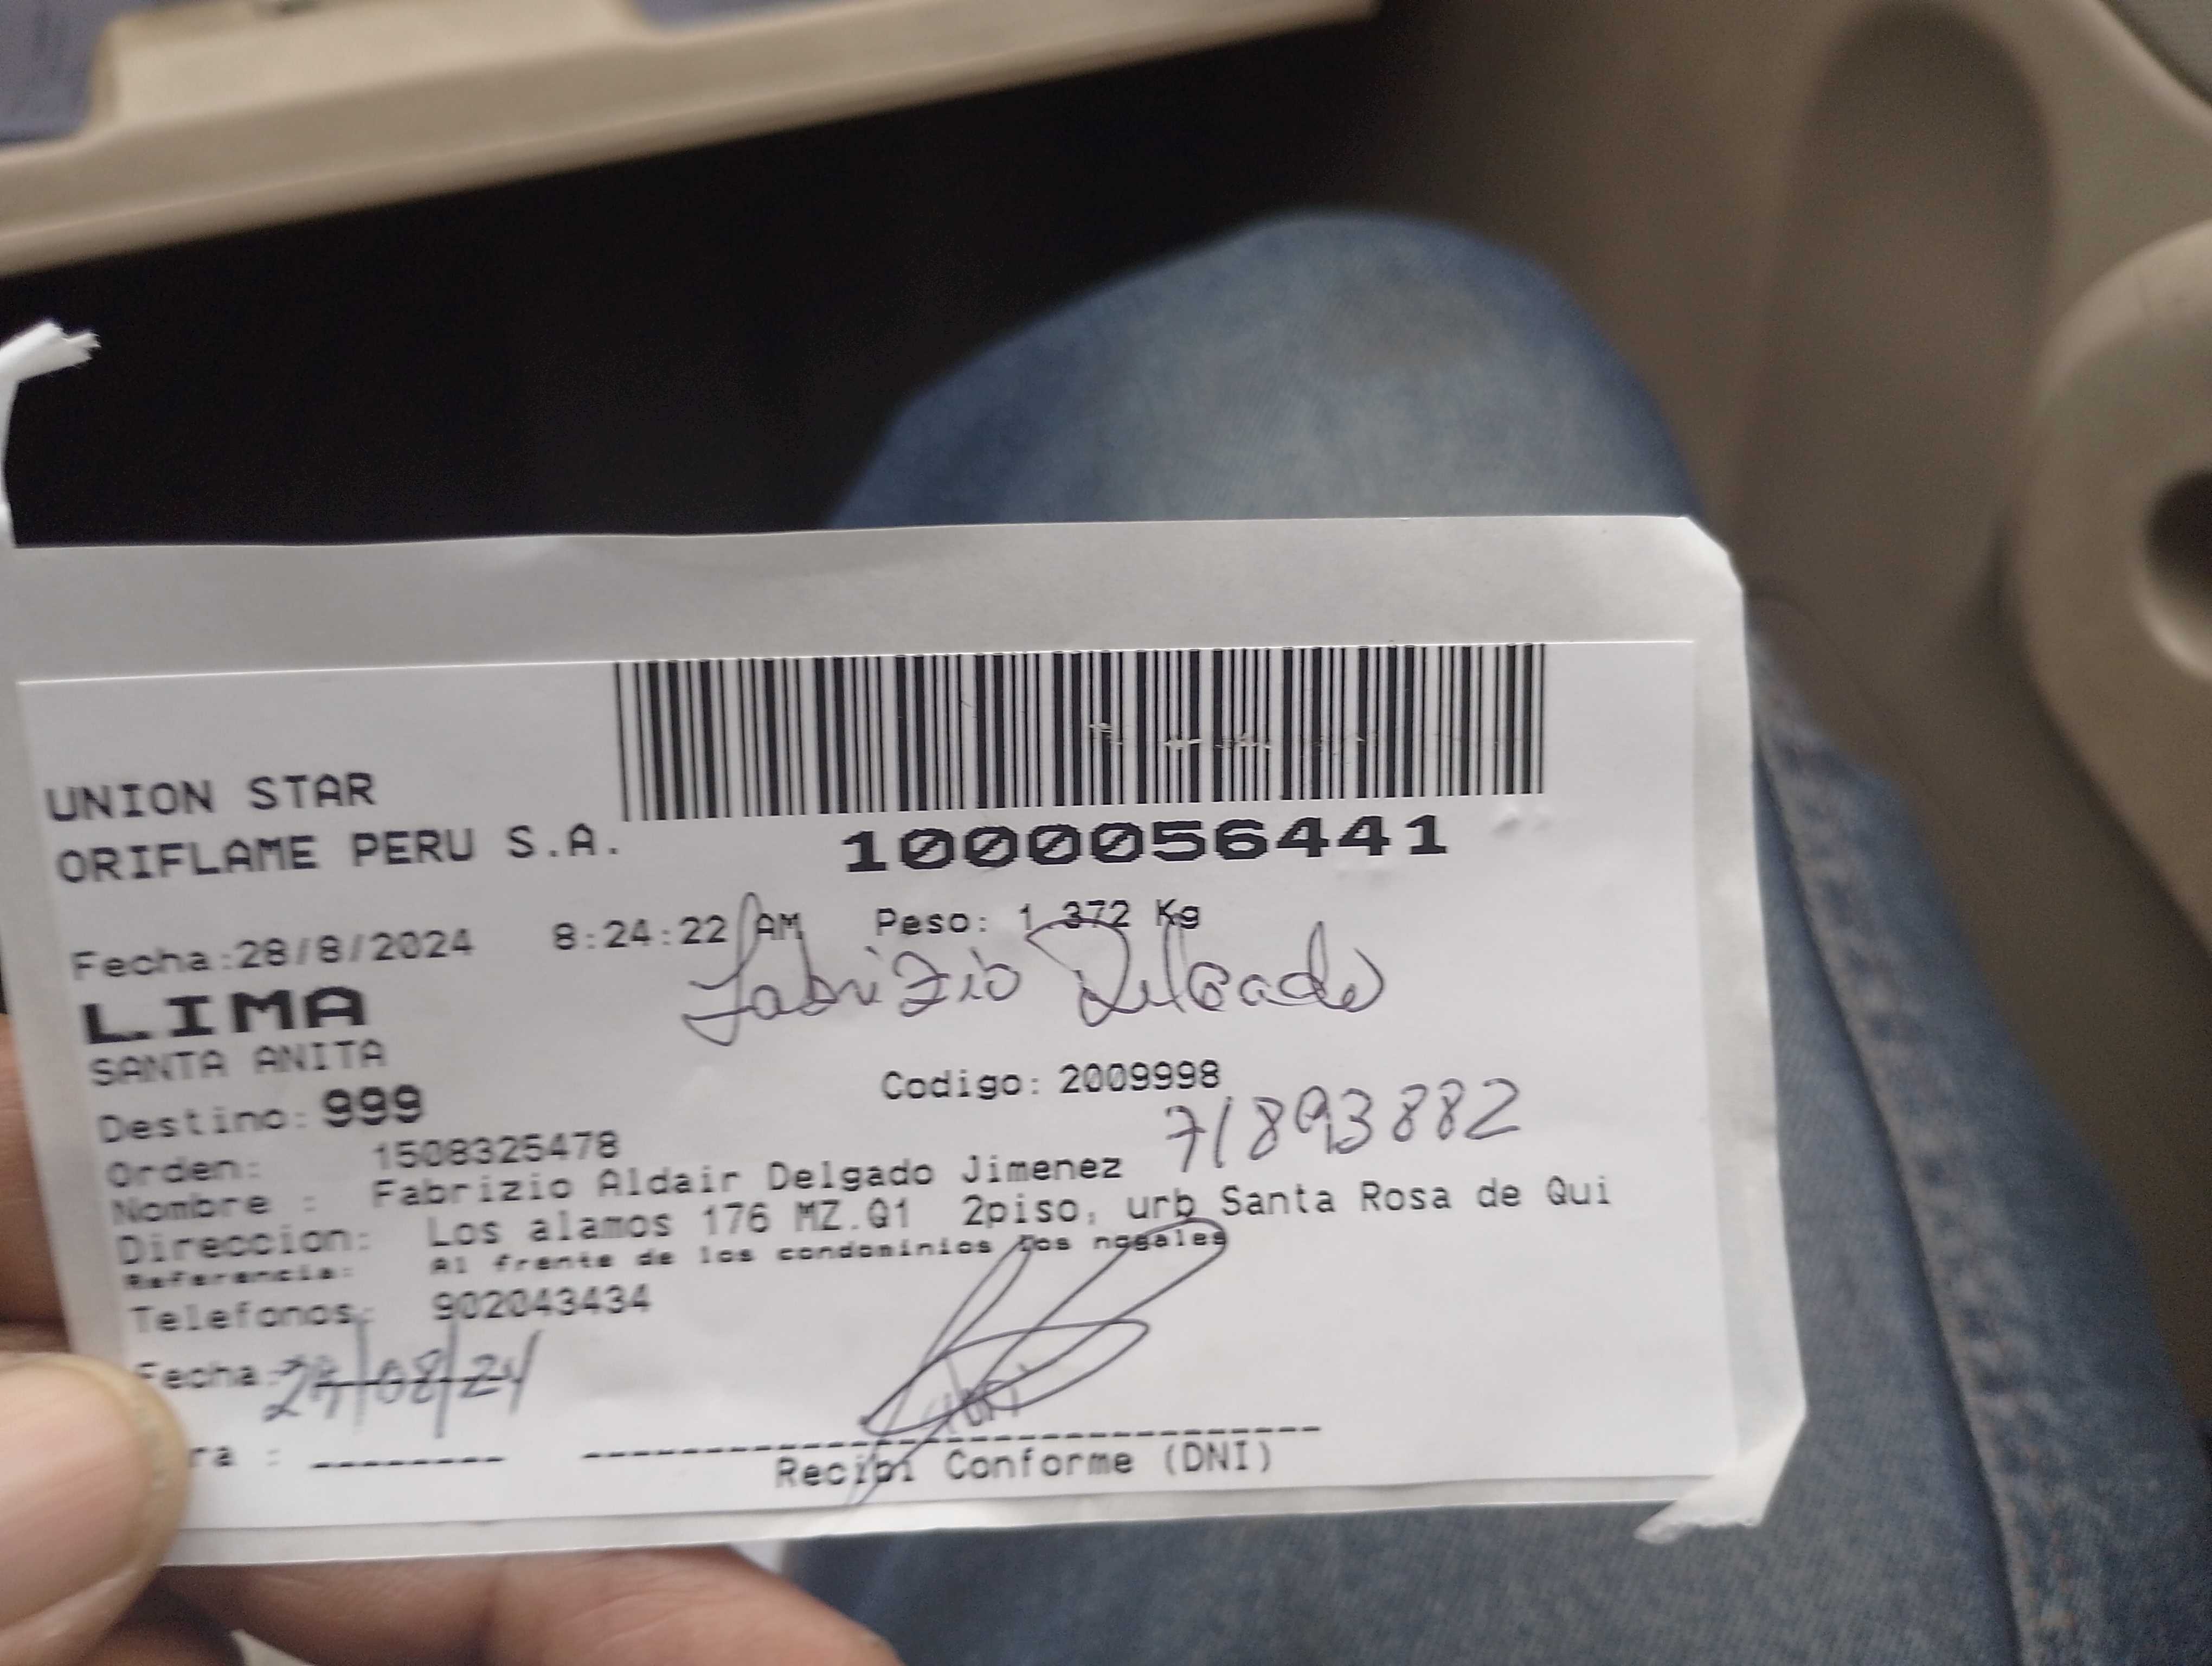 UNION STAR
ORIFLAME PERU S.A.
1000056441
Fecha:28/8/2024 8:24:22 AM Peso: 1.372 Kg
Fabrizio Delgado
LIMA
SANTA ANITA
Codigo: 2009998
Destino: 999
71893882
Orden: 1508325478
Nombre : Fabrizio Aldair Delgado Jimenez
Direccion: Los alamos 176 MZ.Q1 2piso, urb Santa Rosa de Qui
Referencia: Al frente de los condominios los nogales
Telefonos: 902043434
Fecha: /08/24
ra :
Recibi Conforme (DNI)